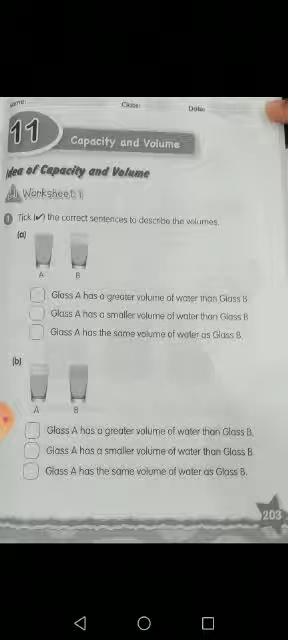 Name:
Class:
Date:
11
Capacity and Volume
Idea of Capacity and Volume
Worksheet 1
1 Tick (✓) the correct sentences to describe the volumes.
(a)
A B
Glass A has a greater volume of water than Glass B
Glass A has a smaller volume of water than Glass B
Glass A has the same volume of water as Glass B.
(b)
A B
Glass A has a greater volume of water than Glass B.
Glass A has a smaller volume of water than Glass B
Glass A has the same volume of water as Glass B.
203